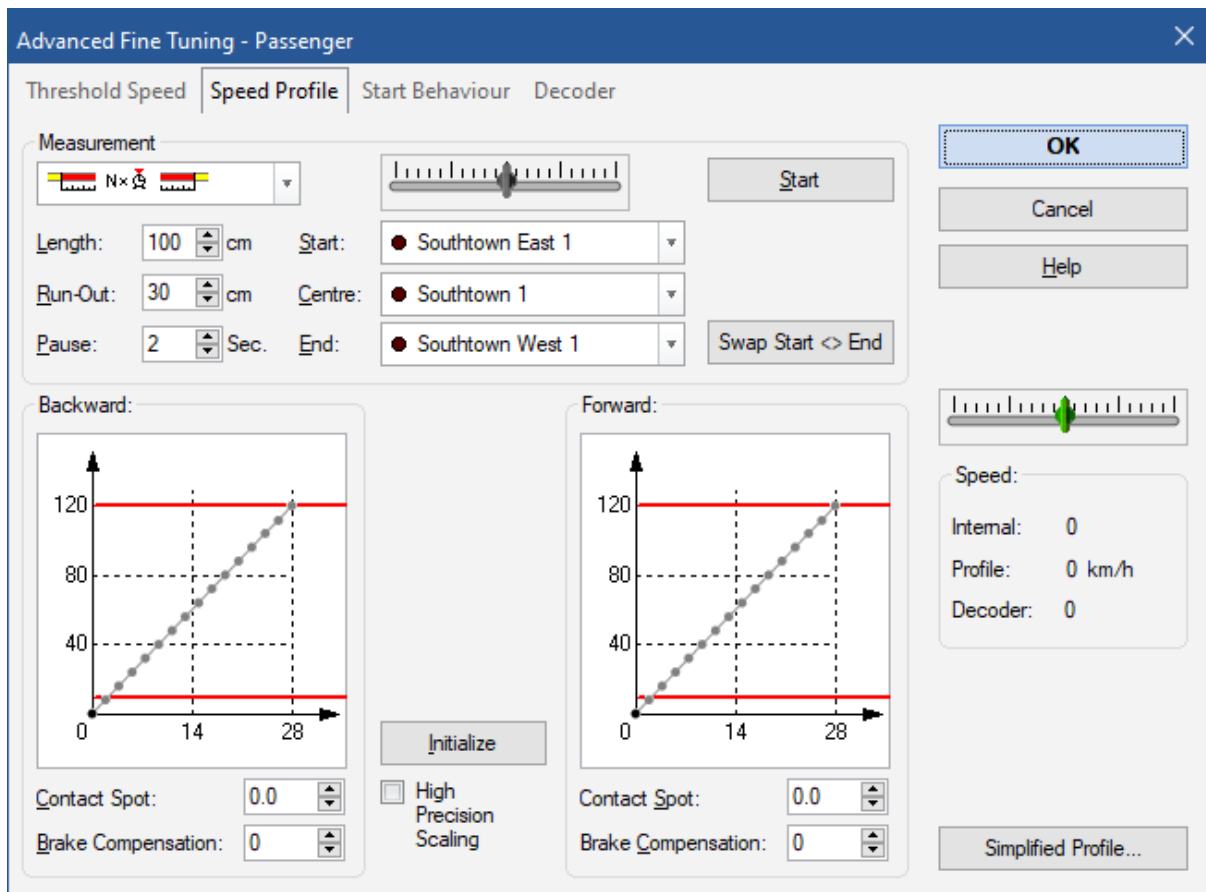 Advanced Fine Tuning - Passenger
Threshold Speed Speed Profile Start Behaviour Decoder
Measurement
N×
Start
OK
Cancel
Help
Length: 100 cm Start: Southtown East 1
Run-Out: 30 cm Centre: Southtown 1
Pause: 2 Sec. End: Southtown West 1 Swap Start <> End
Backward:
120
80
40
0 14 28
Contact Spot: 0.0
Brake Compensation: 0
Initialize
High
Precision
Scaling
Forward:
120
80
40
0 14 28
Contact Spot: 0.0
Brake Compensation: 0
Speed:
Internal: 0
Profile: 0 km/h
Decoder: 0
Simplified Profile...